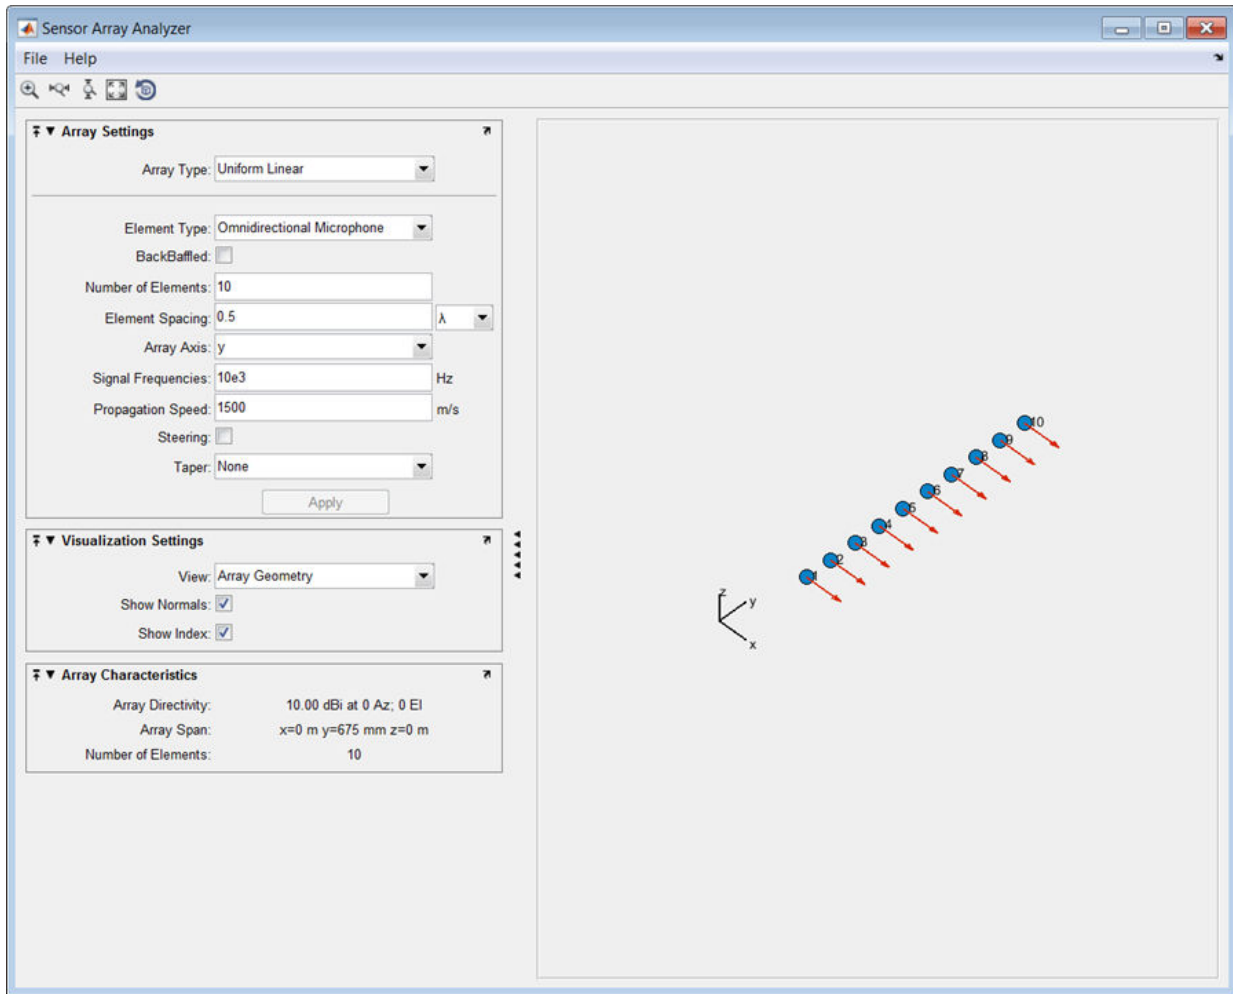 Sensor Array Analyzer
File Help
Array Settings
Array Type: Uniform Linear
Element Type: Omnidirectional Microphone
BackBaffled:
Number of Elements: 10
Element Spacing: 0.5 λ
Array Axis: y
Signal Frequencies: 10e3 Hz
Propagation Speed: 1500 m/s
Steering:
Taper: None
Apply
Visualization Settings
View: Array Geometry
Show Normals:
Show Index:
Array Characteristics
Array Directivity: 10.00 dBi at 0 Az; 0 El
Array Span: x=0 m y=675 mm z=0 m
Number of Elements: 10
10
9
8
7
6
5
4
3
2
1
z
y
x